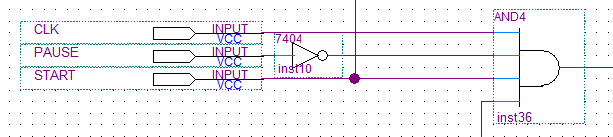 AND4
CLK INPUT
VCC
7404
PAUSE INPUT
VCC
inst10
START INPUT
VCC
inst36